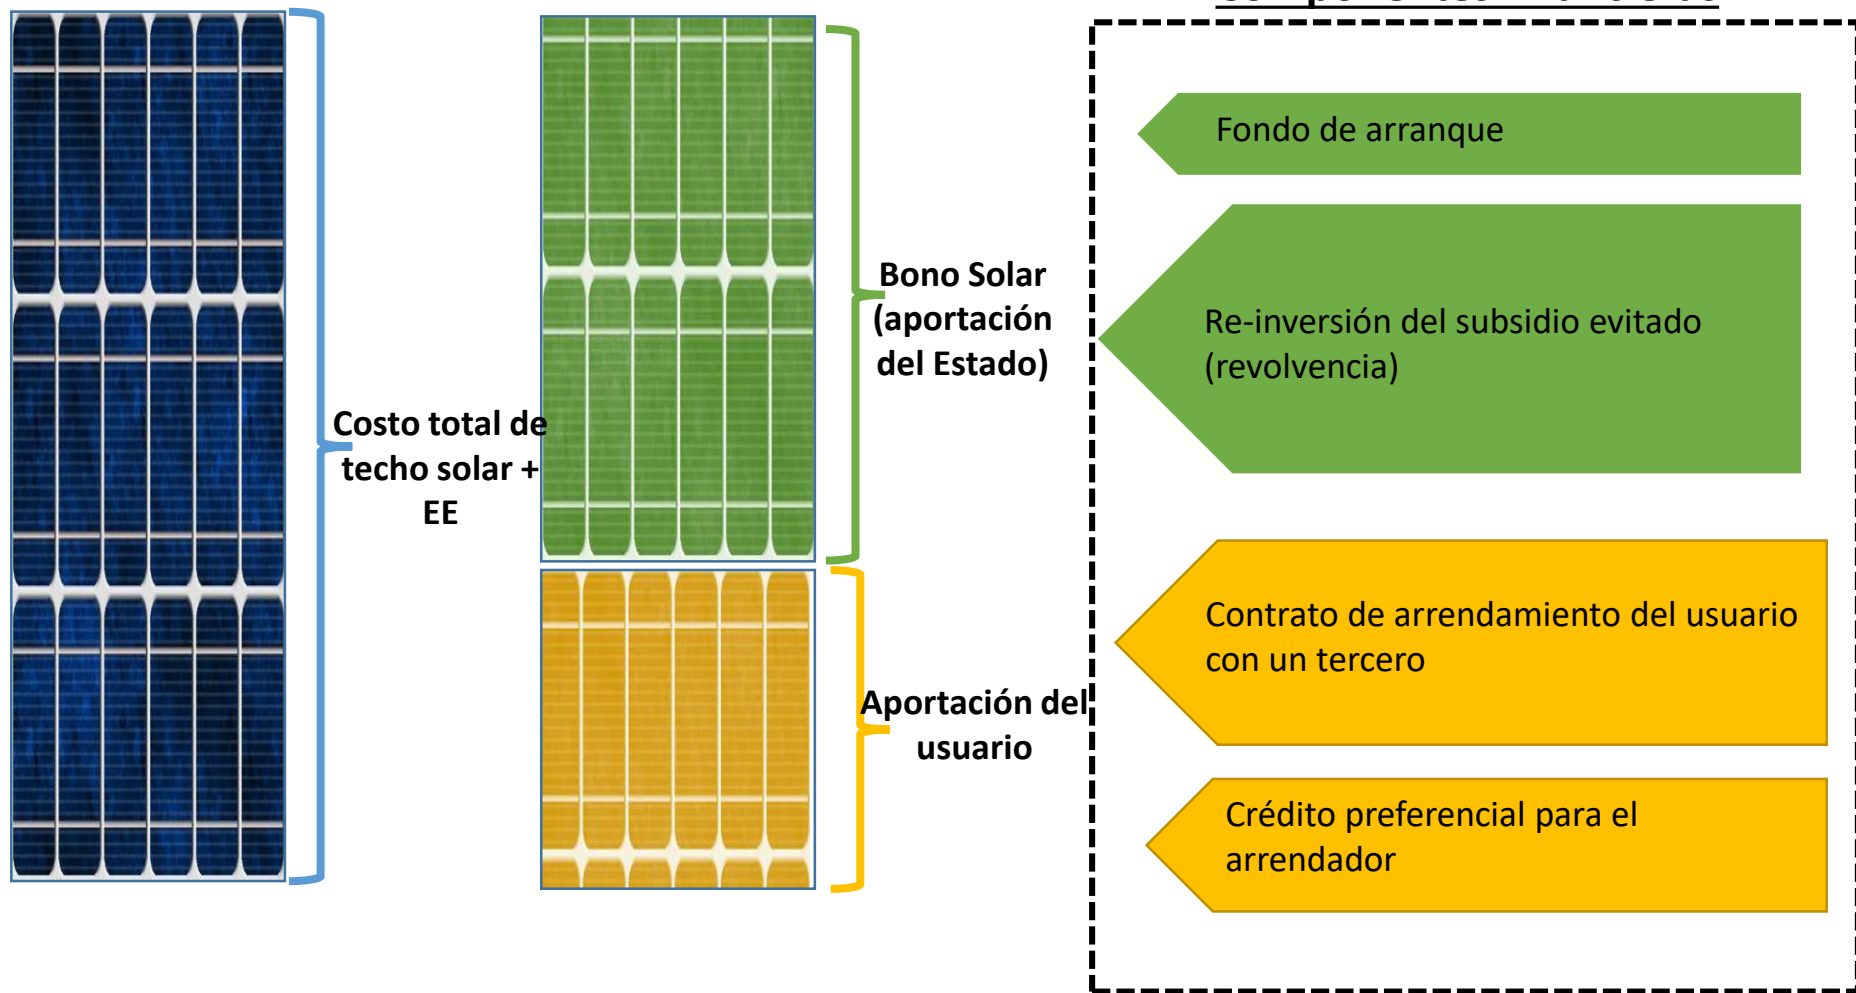 Costo total de
techo solar +
EE
Bono Solar
(aportación
del Estado)
Aportación del
usuario
Fondo de arranque
Re-inversión del subsidio evitado
(revolvencia)
Contrato de arrendamiento del usuario
con un tercero
Crédito preferencial para el
arrendador